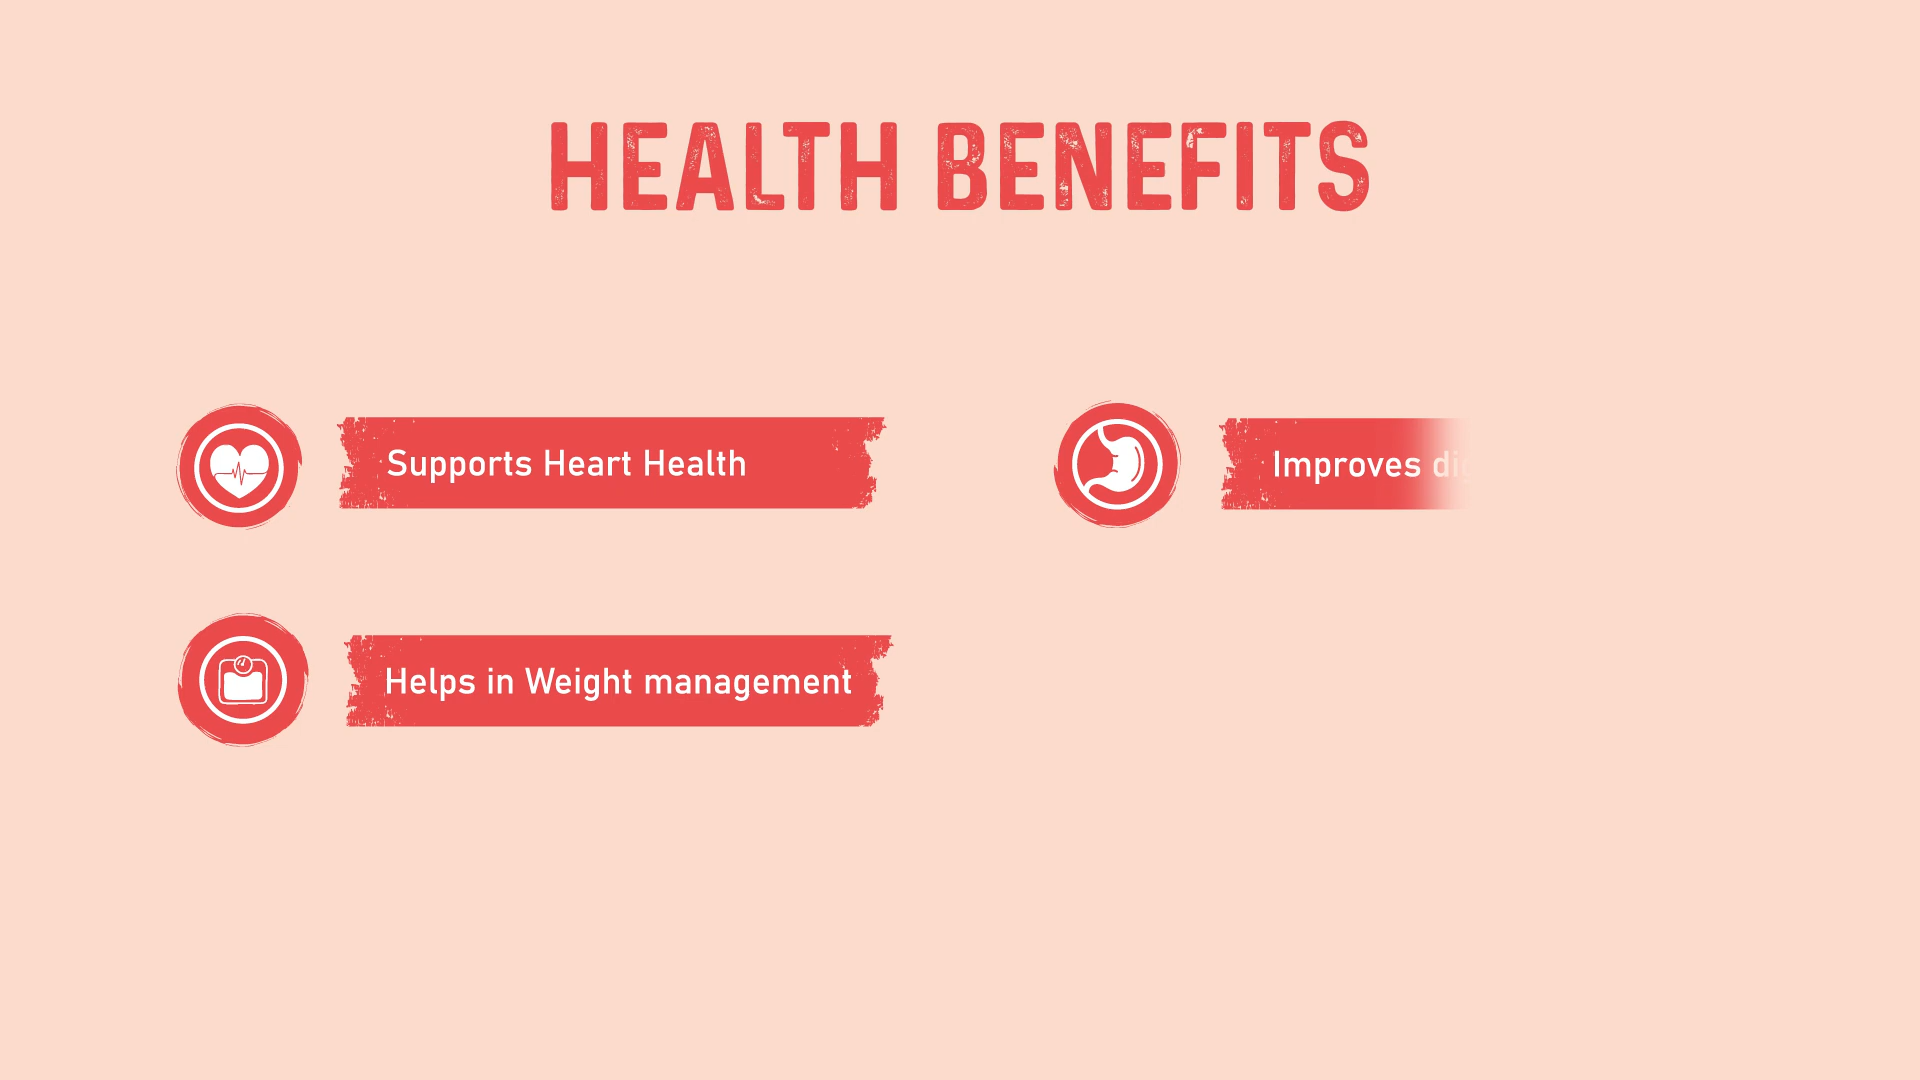 HEALTH BENEFITS
Supports Heart Health
Improves
Helps in Weight management